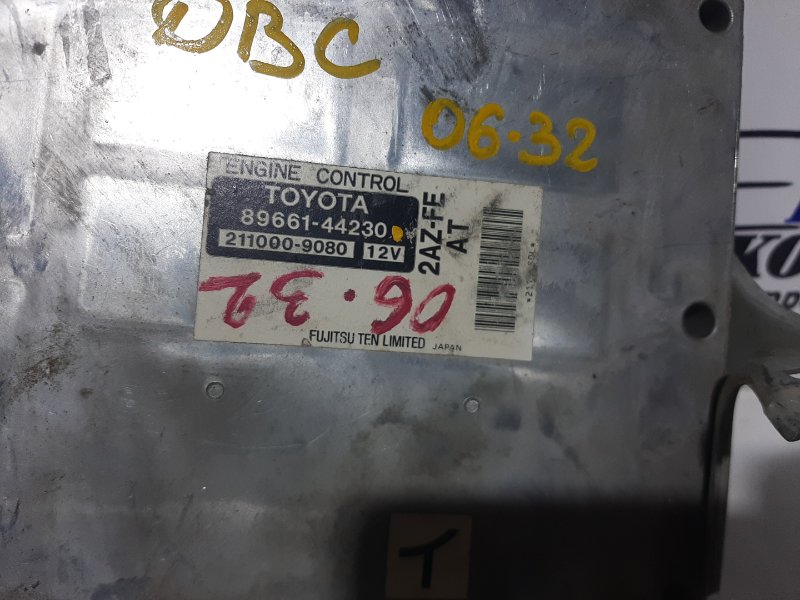 DBC
06.32
ENGINE CONTROL
TOYOTA
89661-44230
211000-9080 12V
2AZ-FE
AT
06.32
FUJITSU TEN LIMITED JAPAN